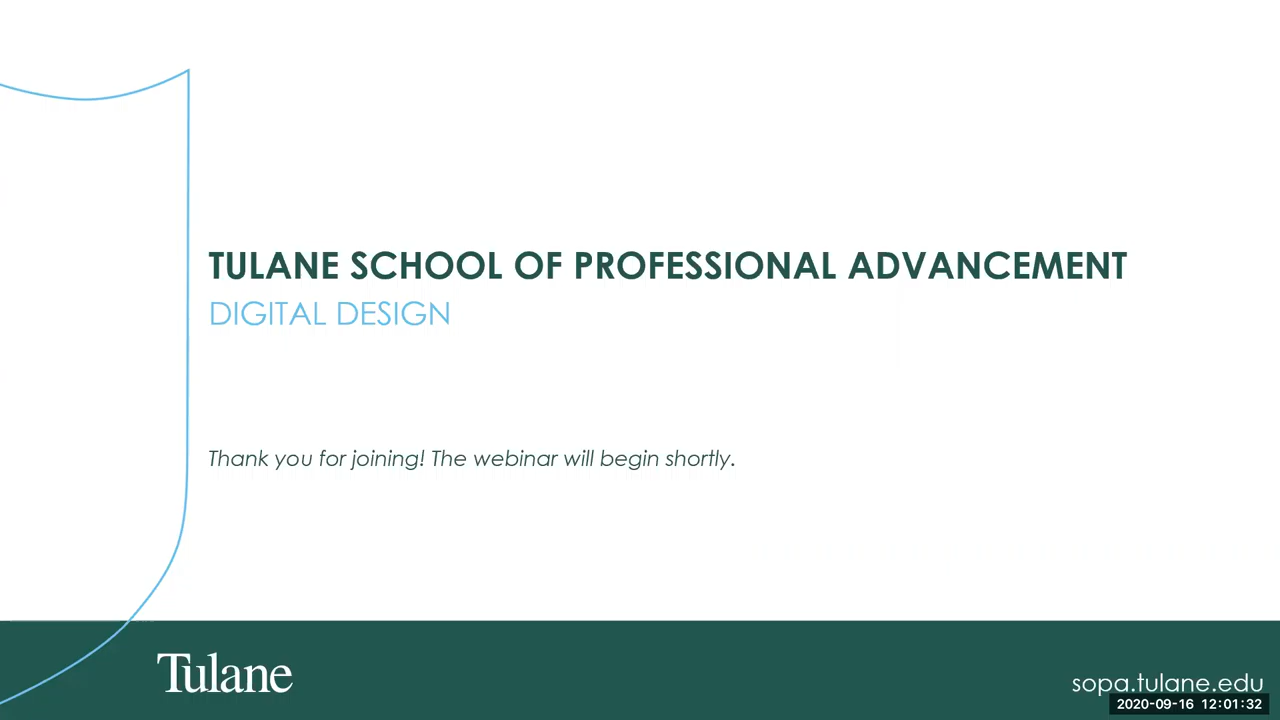 TULANE SCHOOL OF PROFESSIONAL ADVANCEMENT
DIGITAL DESIGN
Thank you for joining! The webinar will begin shortly.
Tulane
sopa.tulane.edu
2020-09-16 12:01:32